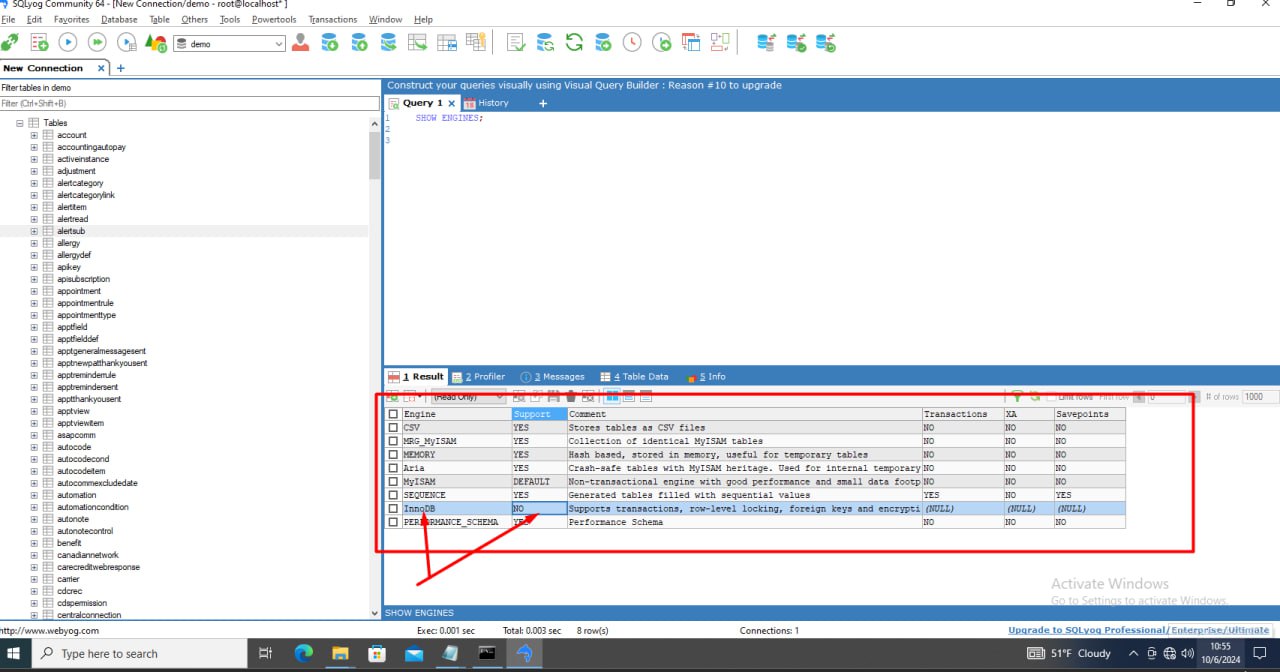 SQLyog Community 64 - [New Connection/demo - root@localhost* ]
File Edit Favorites Database Table Others Tools Powertools Transactions Window Help
demo
New Connection × +
Filter tables in demo
Filter (Ctrl+Shift+B)
Tables
account
accountingautopay
activeinstance
adjustment
alertcategory
alertcategorylink
alertitem
alertread
alertsub
allergy
allergydef
apikey
apisubscription
appointment
appointmentrule
appointmenttype
apptfield
apptfielddef
apptgeneralmessagesent
apptnewpatthankyousent
apptreminderrule
apptremindersent
apptthankyousent
apptview
apptviewitem
asapcomm
autocode
autocodecond
autocodeitem
autocommexcludedate
automation
automationcondition
autonote
autonotecontrol
benefit
canadiannetwork
carecreditwebresponse
carrier
cdcrec
cdspermission
centralconnection
Construct your queries visually using Visual Query Builder : Reason #10 to upgrade
Query 1 × History +
1 SHOW ENGINES;
2
3
1 Result 2 Profiler 3 Messages 4 Table Data 5 Info
(Read Only) Limit rows First row 0 # of rows 1000
Engine Support Comment Transactions XA Savepoints
CSV YES Stores tables as CSV files NO NO NO
MRG_MyISAM YES Collection of identical MyISAM tables NO NO NO
MEMORY YES Hash based, stored in memory, useful for temporary tables NO NO NO
Aria YES Crash-safe tables with MyISAM heritage. Used for internal temporary NO NO NO
MyISAM DEFAULT Non-transactional engine with good performance and small data footp NO NO NO
SEQUENCE YES Generated tables filled with sequential values YES NO YES
InnoDB NO Supports transactions, row-level locking, foreign keys and encrypti (NULL) (NULL) (NULL)
PERFORMANCE_SCHEMA YES Performance Schema NO NO NO
Activate Windows
Go to Settings to activate Windows.
SHOW ENGINES
http://www.webyog.com Exec: 0.001 sec Total: 0.003 sec 8 row(s) Connections: 1 Upgrade to SQLyog Professional/Enterprise/Ultimate
Type here to search 51°F Cloudy 10:55
10/6/2024